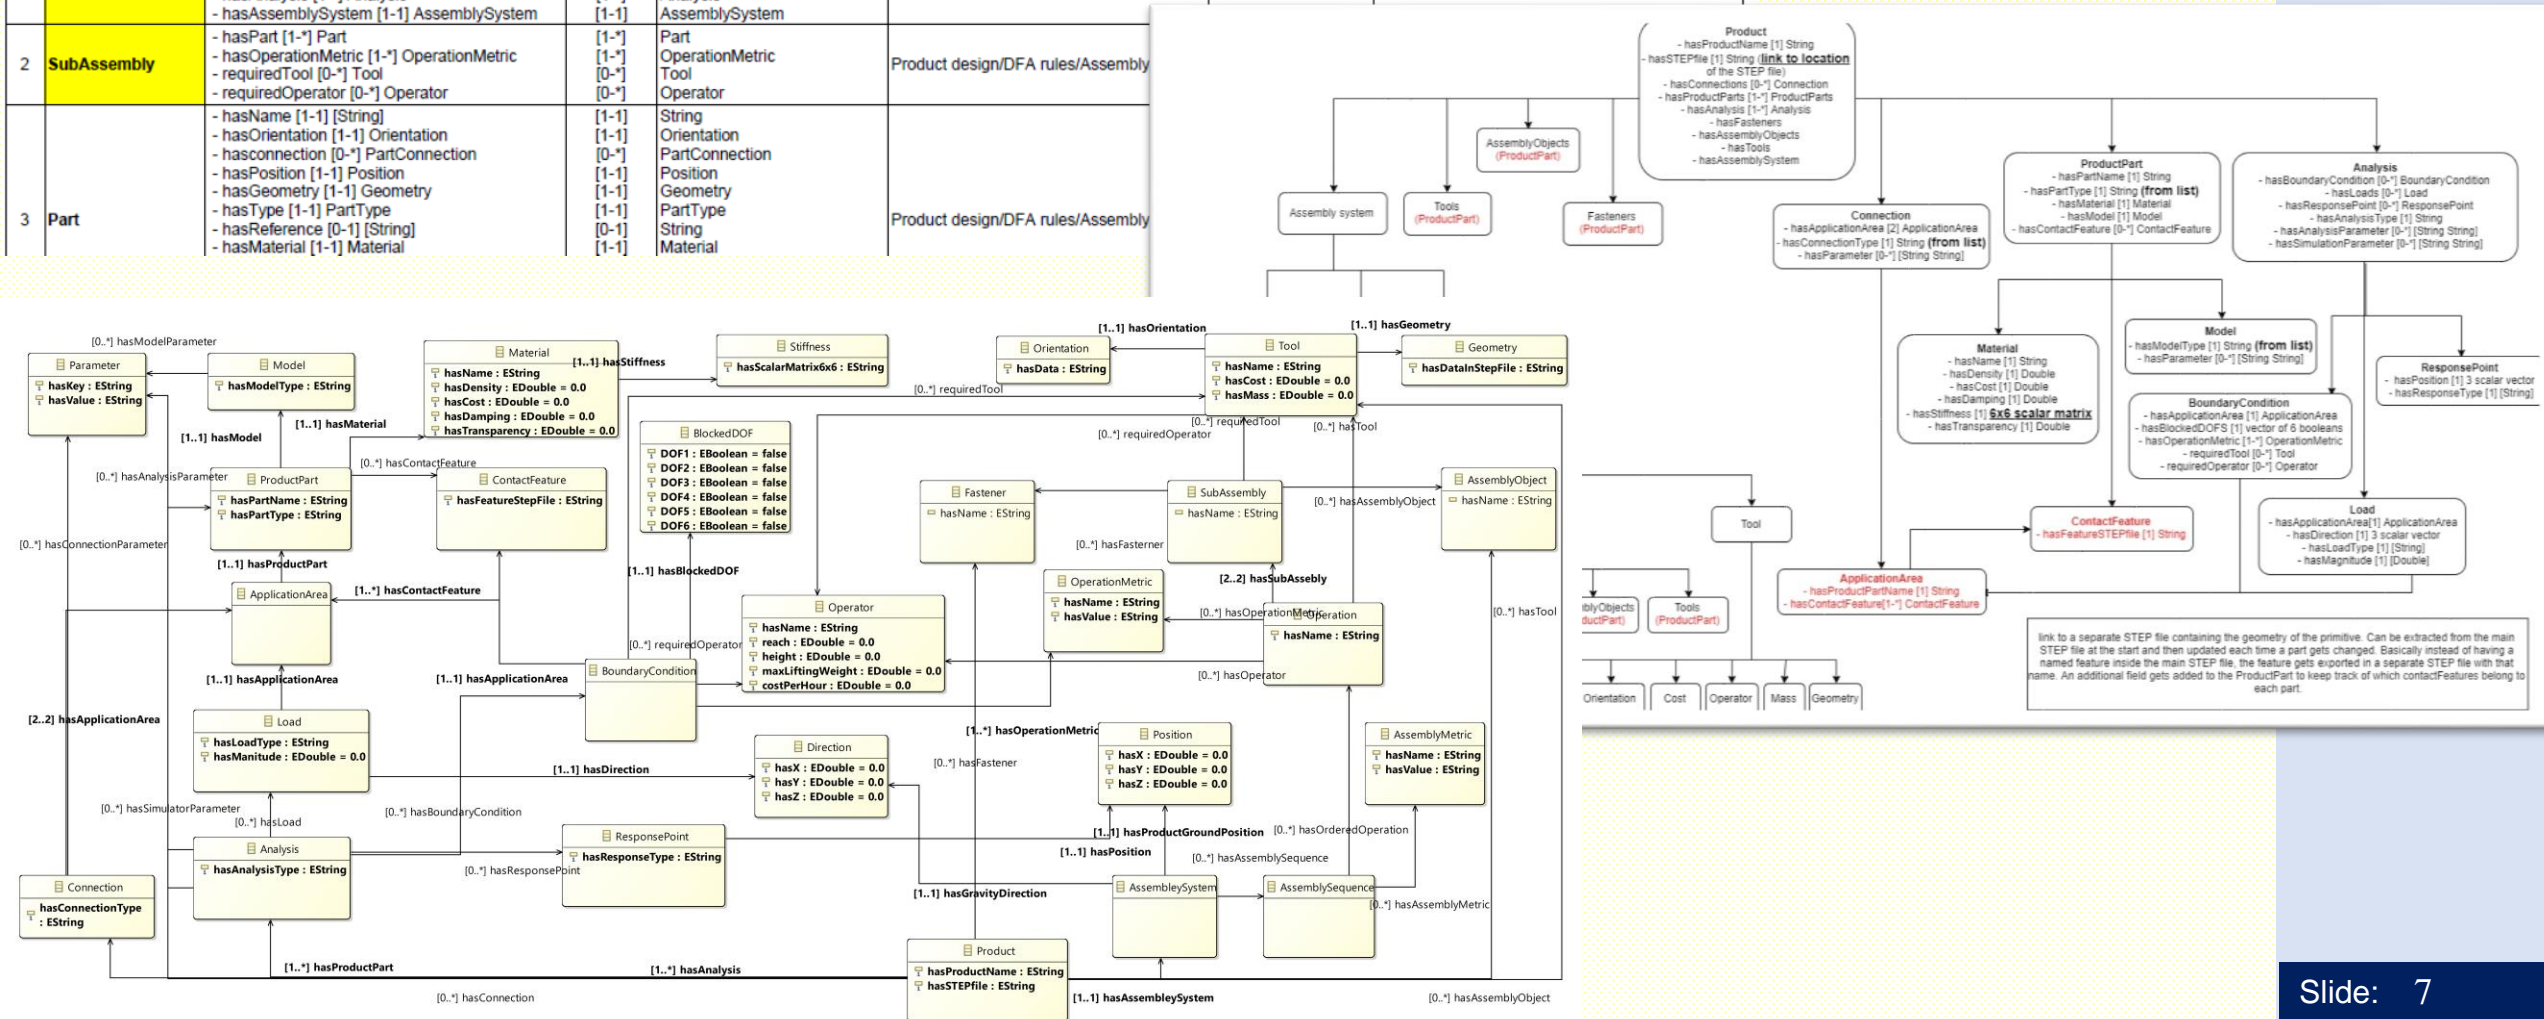 - hasAssemblySystem [1-1] AssemblySystem [1-1] AssemblySystem
2 SubAssembly
- hasPart [1-*] Part [1-*] Part
- hasOperationMetric [1-*] OperationMetric [1-*] OperationMetric
- requiredTool [0-*] Tool [0-*] Tool
- requiredOperator [0-*] Operator [0-*] Operator
Product design/DFA rules/Assembly
3 Part
- hasName [1-1] [String] [1-1] String
- hasOrientation [1-1] Orientation [1-1] Orientation
- hasconnection [0-*] PartConnection [0-*] PartConnection
- hasPosition [1-1] Position [1-1] Position
- hasGeometry [1-1] Geometry [1-1] Geometry
- hasType [1-1] PartType [1-1] PartType
- hasReference [0-1] [String] [0-1] String
- hasMaterial [1-1] Material [1-1] Material
Product design/DFA rules/Assembly
Product
- hasProductName [1] String
- hasSTEPfile [1] String (link to location
of the STEP file)
- hasConnections [0-*] Connection
- hasProductParts [1-*] ProductParts
- hasAnalysis [1-*] Analysis
- hasFasteners
- hasAssemblyObjects
- hasTools
- hasAssemblySystem
Assembly system
Tools
(ProductPart)
AssemblyObjects
(ProductPart)
Fasteners
(ProductPart)
Connection
- hasApplicationArea [2] ApplicationArea
- hasConnectionType [1] String (from list)
- hasParameter [0-*] [String String]
ProductPart
- hasPartName [1] String
- hasPartType [1] String (from list)
- hasMaterial [1] Material
- hasModel [1] Model
- hasContactFeature [0-*] ContactFeature
Analysis
- hasBoundaryCondition [0-*] BoundaryCondition
- hasLoads [0-*] Load
- hasResponsePoint [0-*] ResponsePoint
- hasAnalysisType [1] String
- hasAnalysisParameter [0-*] [String String]
- hasSimulationParameter [0-*] [String String]
Material
- hasName [1] String
- hasDensity [1] Double
- hasCost [1] Double
- hasDamping [1] Double
- hasStiffness [1] 6x6 scalar matrix
- hasTransparency [1] Double
Model
- hasModelType [1] String (from list)
- hasParameter [0-*] [String String]
ResponsePoint
- hasPosition [1] 3 scalar vector
- hasResponseType [1] [String]
BoundaryCondition
- hasApplicationArea [1] ApplicationArea
- hasBlockedDOFS [1] vector of 6 booleans
- hasOperationMetric [1-*] OperationMetric
- requiredTool [0-*] Tool
- requiredOperator [0-*] Operator
Tool
ContactFeature
- hasFeatureSTEPfile [1] String
Load
- hasApplicationArea[1] ApplicationArea
- hasDirection [1] 3 scalar vector
- hasLoadType [1] [String]
- hasMagnitude [1] [Double]
ApplicationArea
- hasProductPartName [1] String
- hasContactFeature[1-*] ContactFeature
blyObjects
ductPart)
Tools
(ProductPart)
Orientation
Cost
Operator
Mass
Geometry
link to a separate STEP file containing the geometry of the primitive. Can be extracted from the main
STEP file at the start and then updated each time a part gets changed. Basically instead of having a
named feature inside the main STEP file, the feature gets exported in a separate STEP file with that
name. An additional field gets added to the ProductPart to keep track of which contactFeatures belong to
each part.
[0..*] hasModelParameter
Parameter
hasKey : EString
hasValue : EString
Model
hasModelType : EString
Material
hasName : EString
hasDensity : EDouble = 0.0
hasCost : EDouble = 0.0
hasDamping : EDouble = 0.0
hasTransparency : EDouble = 0.0
[1..1] hasStiffness
Stiffness
hasScalarMatrix6x6 : EString
Orientation
hasData : EString
[1..1] hasOrientation
Tool
hasName : EString
hasCost : EDouble = 0.0
hasMass : EDouble = 0.0
[1..1] hasGeometry
Geometry
hasDataInStepFile : EString
[0..*] requiredTool
[1..1] hasModel
[1..1] hasMaterial
[0..*] hasContactFeature
[0..*] hasAnalysisParameter
ProductPart
hasPartName : EString
hasPartType : EString
ContactFeature
hasFeatureStepFile : EString
BlockedDOF
DOF1 : EBoolean = false
DOF2 : EBoolean = false
DOF3 : EBoolean = false
DOF4 : EBoolean = false
DOF5 : EBoolean = false
DOF6 : EBoolean = false
[0..*] requiredOperator
[0..*] requiredTool
[0..*] hasTool
Fastener
hasName : EString
SubAssembly
hasName : EString
[0..*] hasAssemblyObject
AssemblyObject
hasName : EString
[0..*] hasConnectionParameter
[1..1] hasProductPart
[0..*] hasFasterner
[1..1] hasBlockedDOF
[2..2] hasSubAssebly
ApplicationArea
[1..*] hasContactFeature
Operator
hasName : EString
reach : EDouble = 0.0
height : EDouble = 0.0
maxLiftingWeight : EDouble = 0.0
costPerHour : EDouble = 0.0
OperationMetric
hasName : EString
hasValue : EString
[0..*] hasOperationMetric
Operation
hasName : EString
[0..*] hasTool
[0..*] requiredOperator
BoundaryCondition
[0..*] hasOperator
[1..1] hasApplicationArea
[1..1] hasApplicationArea
[2..2] hasApplicationArea
Load
hasLoadType : EString
hasManitude : EDouble = 0.0
[1..1] hasDirection
Direction
hasX : EDouble = 0.0
hasY : EDouble = 0.0
hasZ : EDouble = 0.0
[1..*] hasOperationMetric
[0..*] hasFastener
Position
hasX : EDouble = 0.0
hasY : EDouble = 0.0
hasZ : EDouble = 0.0
AssemblyMetric
hasName : EString
hasValue : EString
[0..*] hasSimulatorParameter
[0..*] hasLoad
[0..*] hasBoundaryCondition
Analysis
hasAnalysisType : EString
ResponsePoint
hasResponseType : EString
[0..*] hasResponsePoint
[1..1] hasProductGroundPosition
[0..*] hasOrderedOperation
[1..1] hasPosition
[0..*] hasAssemblySequence
[1..1] hasGravityDirection
AssembleySystem
AssemblySequence
[0..*] hasAssemblyMetric
Connection
hasConnectionType
: EString
Product
hasProductName : EString
hasSTEPfile : EString
[1..*] hasProductPart
[1..*] hasAnalysis
[0..*] hasConnection
[1..1] hasAssembleySystem
[0..*] hasAssemblyObject
Slide: 7